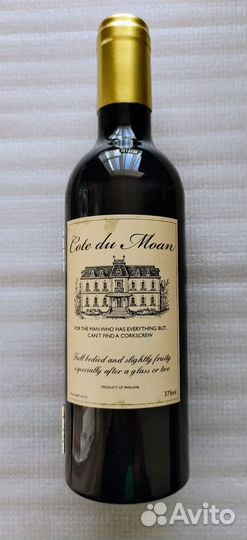 Cote du Moan
FOR THE MAN WHO HAS EVERYTHING BUT...
CAN'T FIND A CORKSCREW
Full bodied and slightly fruity
especially after a glass or two
PRODUCT OF PARLANE
375ml
Avito